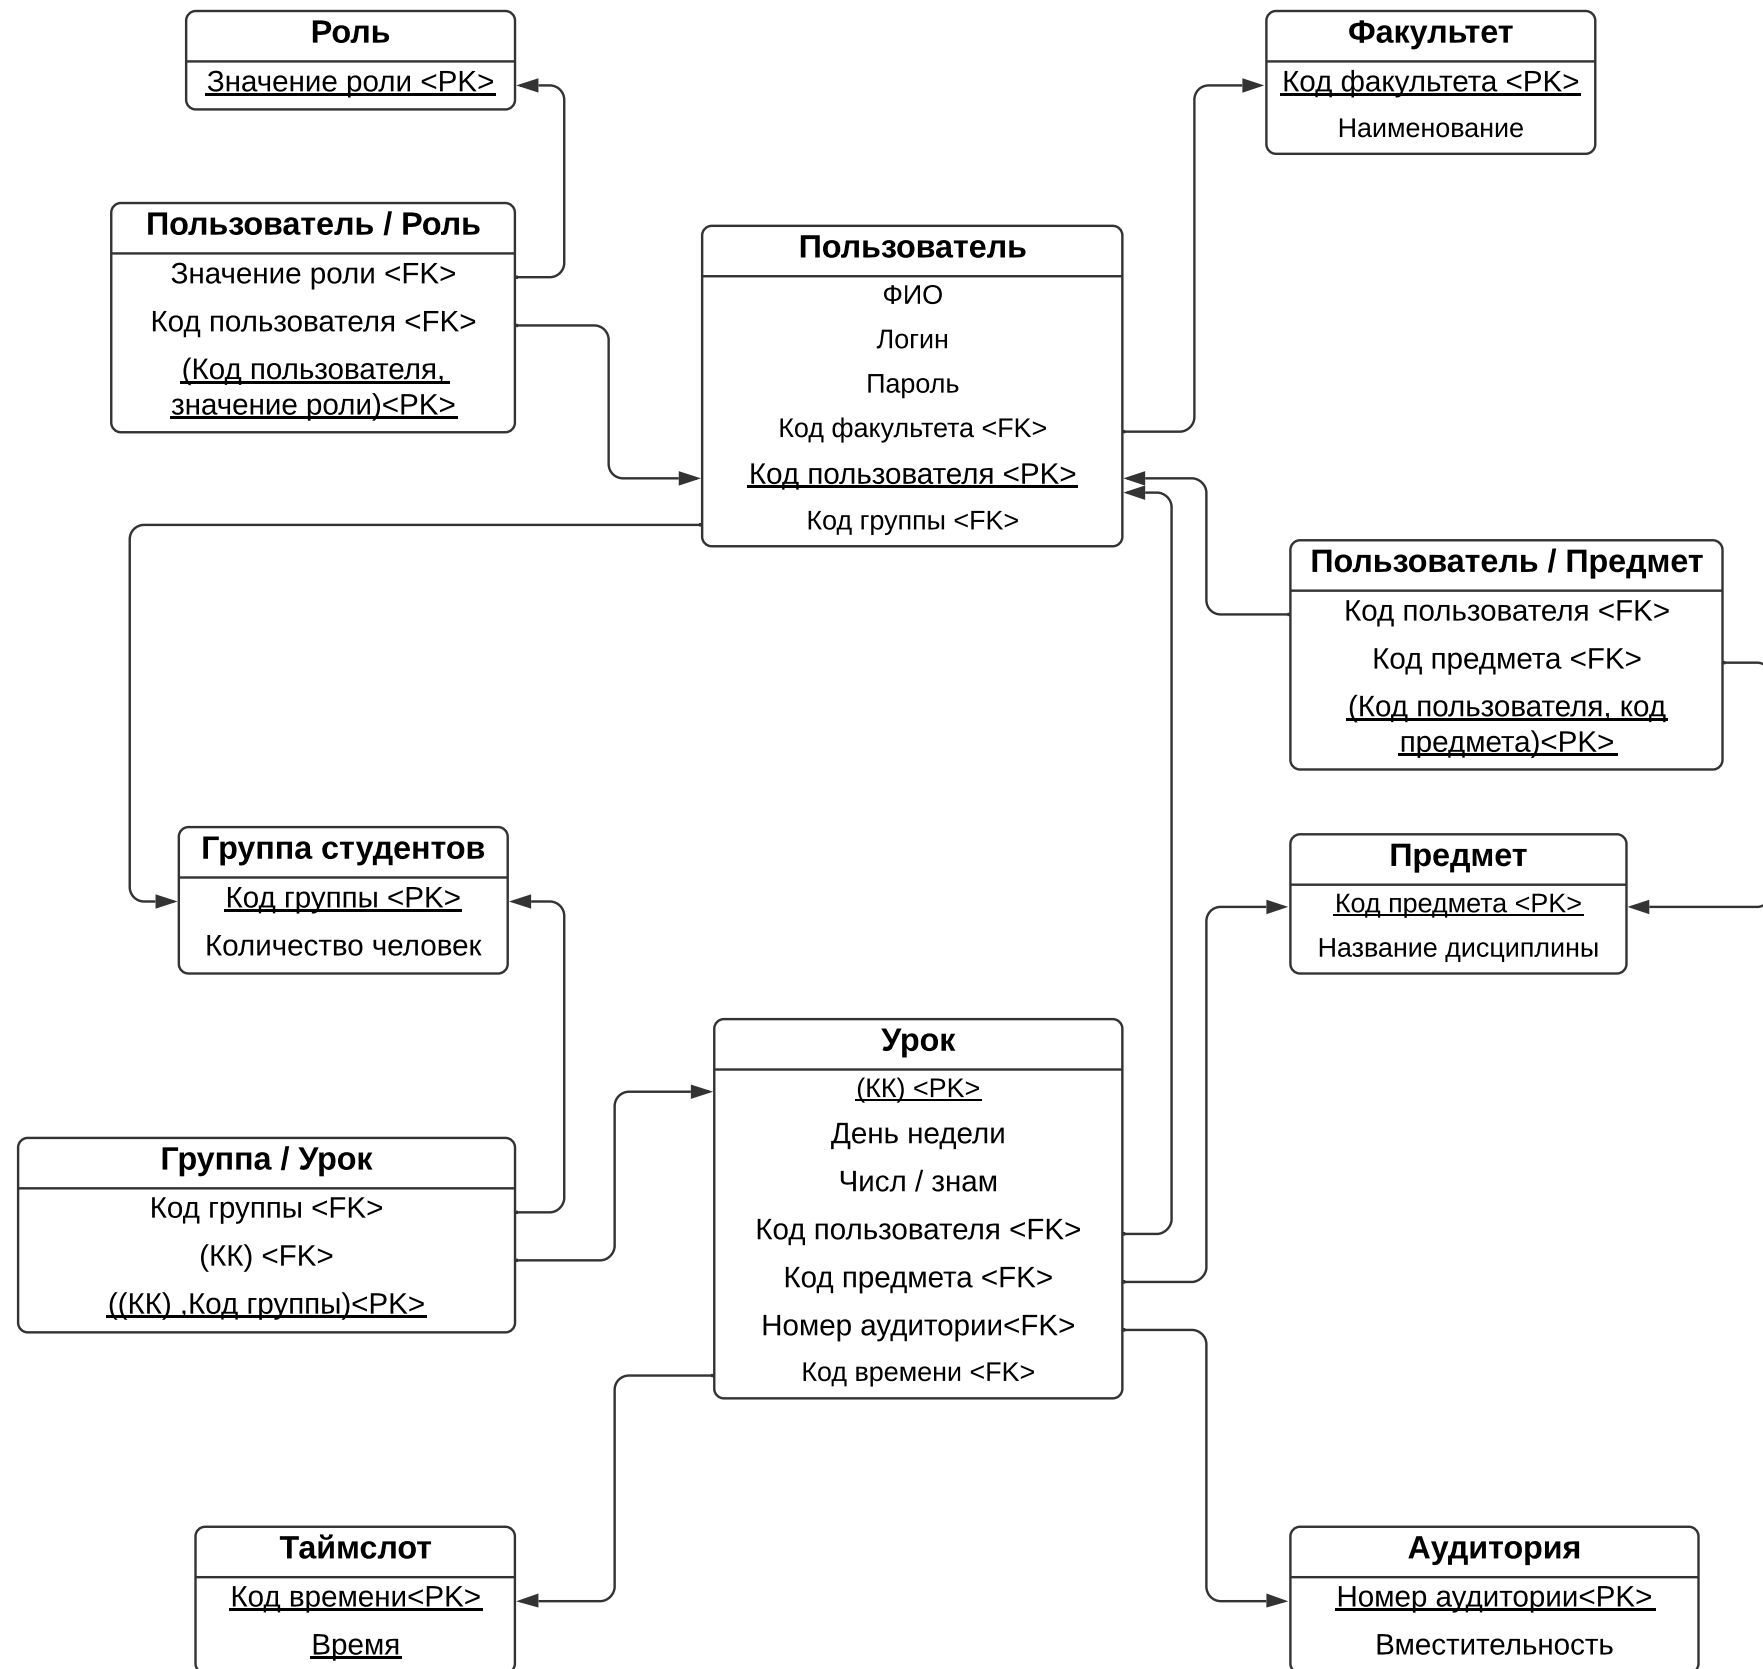 Роль
Значение роли <PK>
Факультет
Код факультета <PK>
Наименование
Пользователь / Роль
Значение роли <FK>
Код пользователя <FK>
(Код пользователя,
значение роли)<PK>
Пользователь
ФИО
Логин
Пароль
Код факультета <FK>
Код пользователя <PK>
Код группы <FK>
Пользователь / Предмет
Код пользователя <FK>
Код предмета <FK>
(Код пользователя, код
предмета)<PK>
Группа студентов
Код группы <PK>
Количество человек
Предмет
Код предмета <PK>
Название дисциплины
Урок
(КК) <PK>
День недели
Числ / знам
Код пользователя <FK>
Код предмета <FK>
Номер аудитории<FK>
Код времени <FK>
Группа / Урок
Код группы <FK>
(КК) <FK>
((КК) ,Код группы)<PK>
Таймслот
Код времени<PK>
Время
Аудитория
Номер аудитории<PK>
Вместительность